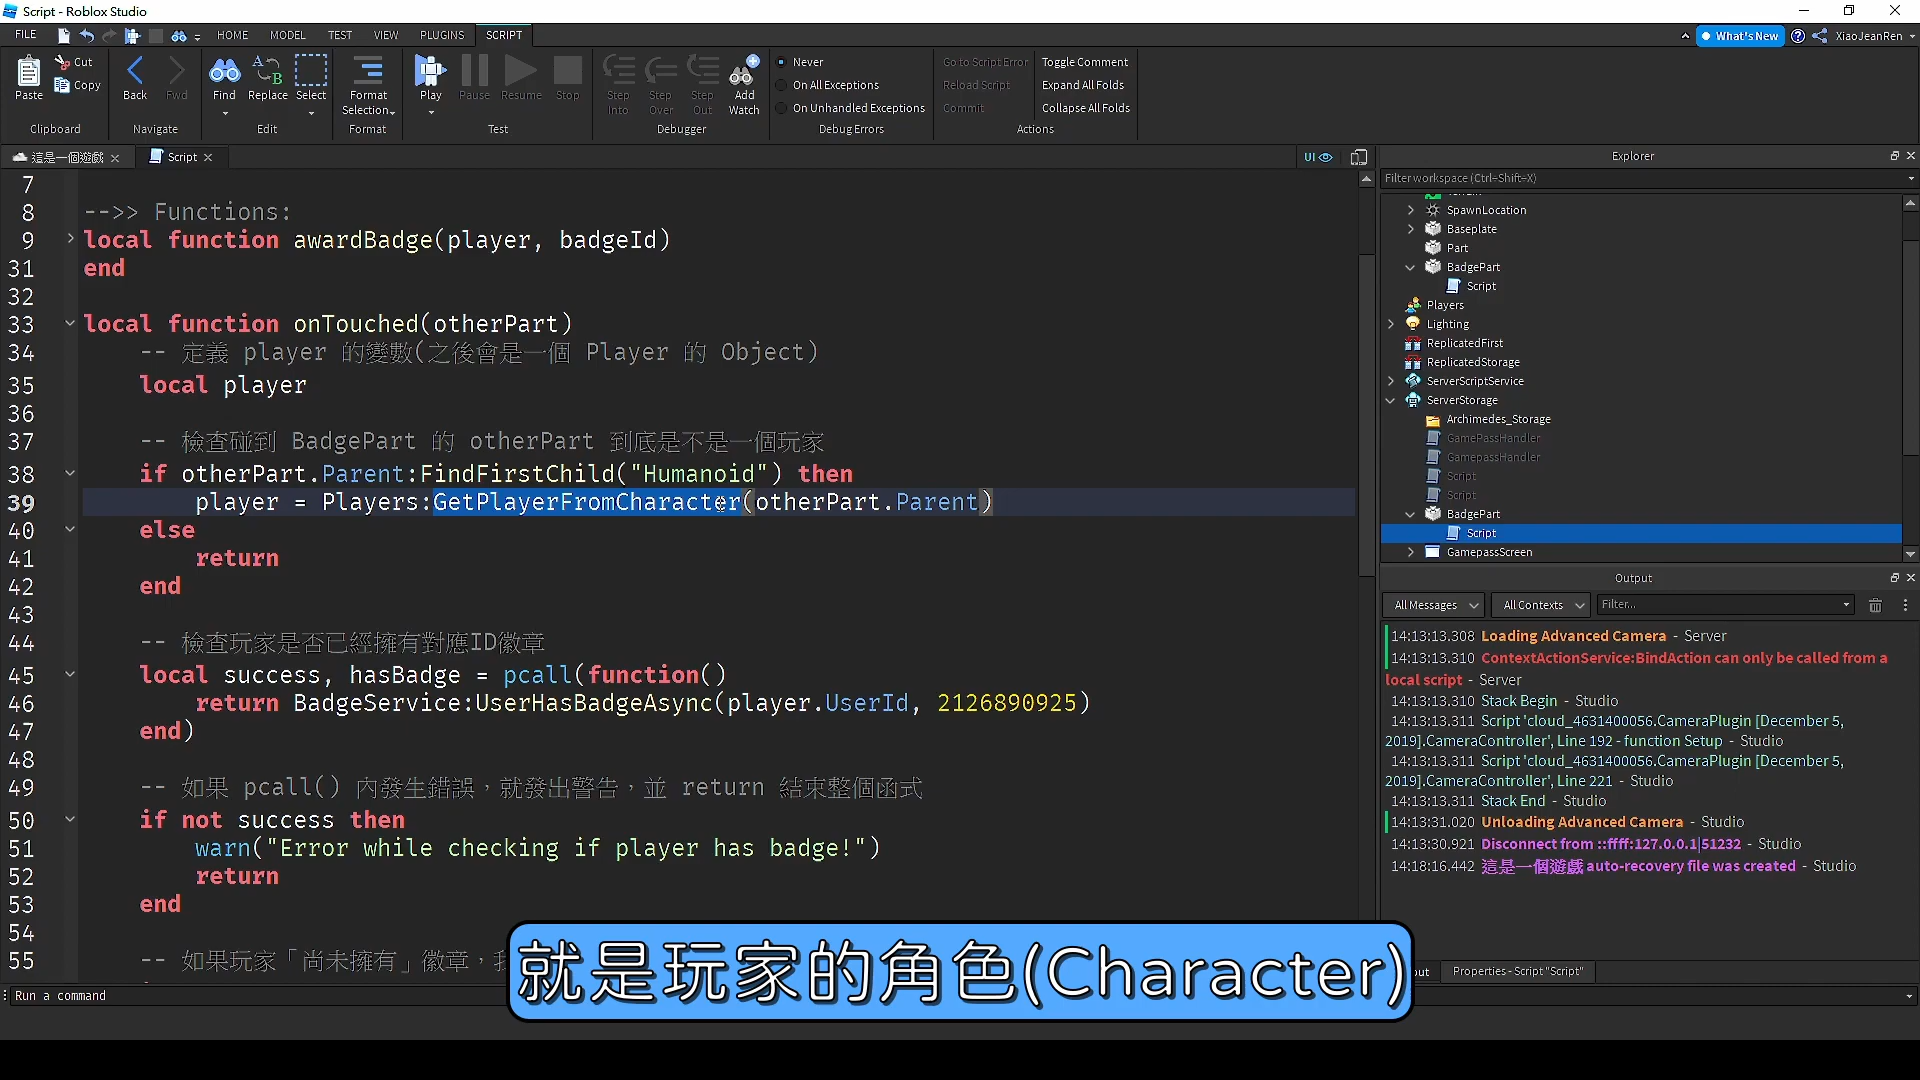 Script - Roblox Studio
FILE HOME MODEL TEST VIEW PLUGINS SCRIPT What's New XiaoJeanRen
Paste Cut Copy Back Fwd Find Replace Select Format Selection Play Pause Resume Stop Step Into Step Over Step Out Add Watch
Never
On All Exceptions
On Unhandled Exceptions
Go to Script Error
Reload Script
Commit
Toggle Comment
Expand All Folds
Collapse All Folds
Clipboard Navigate Edit Format Test Debugger Debug Errors Actions
這是一個遊戲 Script UI
7
8 -->> Functions:
9 local function awardBadge(player, badgeId)
31 end
32
33 local function onTouched(otherPart)
34 -- 定義 player 的變數(之後會是一個 Player 的 Object)
35 local player
36
37 -- 檢查碰到 BadgePart 的 otherPart 到底是不是一個玩家
38 if otherPart.Parent:FindFirstChild("Humanoid") then
39 player = Players:GetPlayerFromCharacter(otherPart.Parent)
40 else
41 return
42 end
43
44 -- 檢查玩家是否已經擁有對應ID徽章
45 local success, hasBadge = pcall(function()
46 return BadgeService:UserHasBadgeAsync(player.UserId, 2126890925)
47 end)
48
49 -- 如果 pcall() 內發生錯誤，就發出警告，並 return 結束整個函式
50 if not success then
51 warn("Error while checking if player has badge!")
52 return
53 end
54
55 -- 如果玩家「尚未擁有」徽章，
就是玩家的角色(Character)
Run a command
Explorer
Filter workspace (Ctrl+Shift+X)
SpawnLocation
Baseplate
Part
BadgePart
Script
Players
Lighting
ReplicatedFirst
ReplicatedStorage
ServerScriptService
ServerStorage
Archimedes_Storage
GamePassHandler
GamepassHandler
Script
Script
BadgePart
Script
GamepassScreen
Output
All Messages All Contexts Filter...
14:13:13.308 Loading Advanced Camera - Server
14:13:13.310 ContextActionService:BindAction can only be called from a
local script - Server
14:13:13.310 Stack Begin - Studio
14:13:13.311 Script 'cloud_4631400056.CameraPlugin [December 5,
2019].CameraController', Line 192 - function Setup - Studio
14:13:13.311 Script 'cloud_4631400056.CameraPlugin [December 5,
2019].CameraController', Line 221 - Studio
14:13:13.311 Stack End - Studio
14:13:31.020 Unloading Advanced Camera - Studio
14:13:30.921 Disconnect from ::ffff:127.0.0.1|51232 - Studio
14:18:16.442 這是一個遊戲 auto-recovery file was created - Studio
Properties - Script "Script"